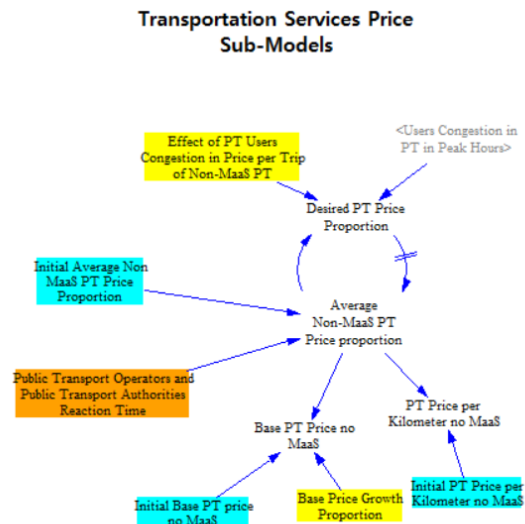 Transportation Services Price
Sub-Models
Effect of PT Users
Congestion in Price per Trip
of Non-MaaS PT
<Users Congestion in
PT in Peak Hours>
Desired PT Price
Proportion
Initial Average Non
MaaS PT Price
Proportion
Average
Non-MaaS PT
Price proportion
Public Transport Operators and
Public Transport Authorities
Reaction Time
PT Price per
Kilometer no MaaS
Base PT Price no
MaaS
Initial PT Price per
Kilometer no MaaS
Initial Base PT price
no MaaS
Base Price Growth
Proportion